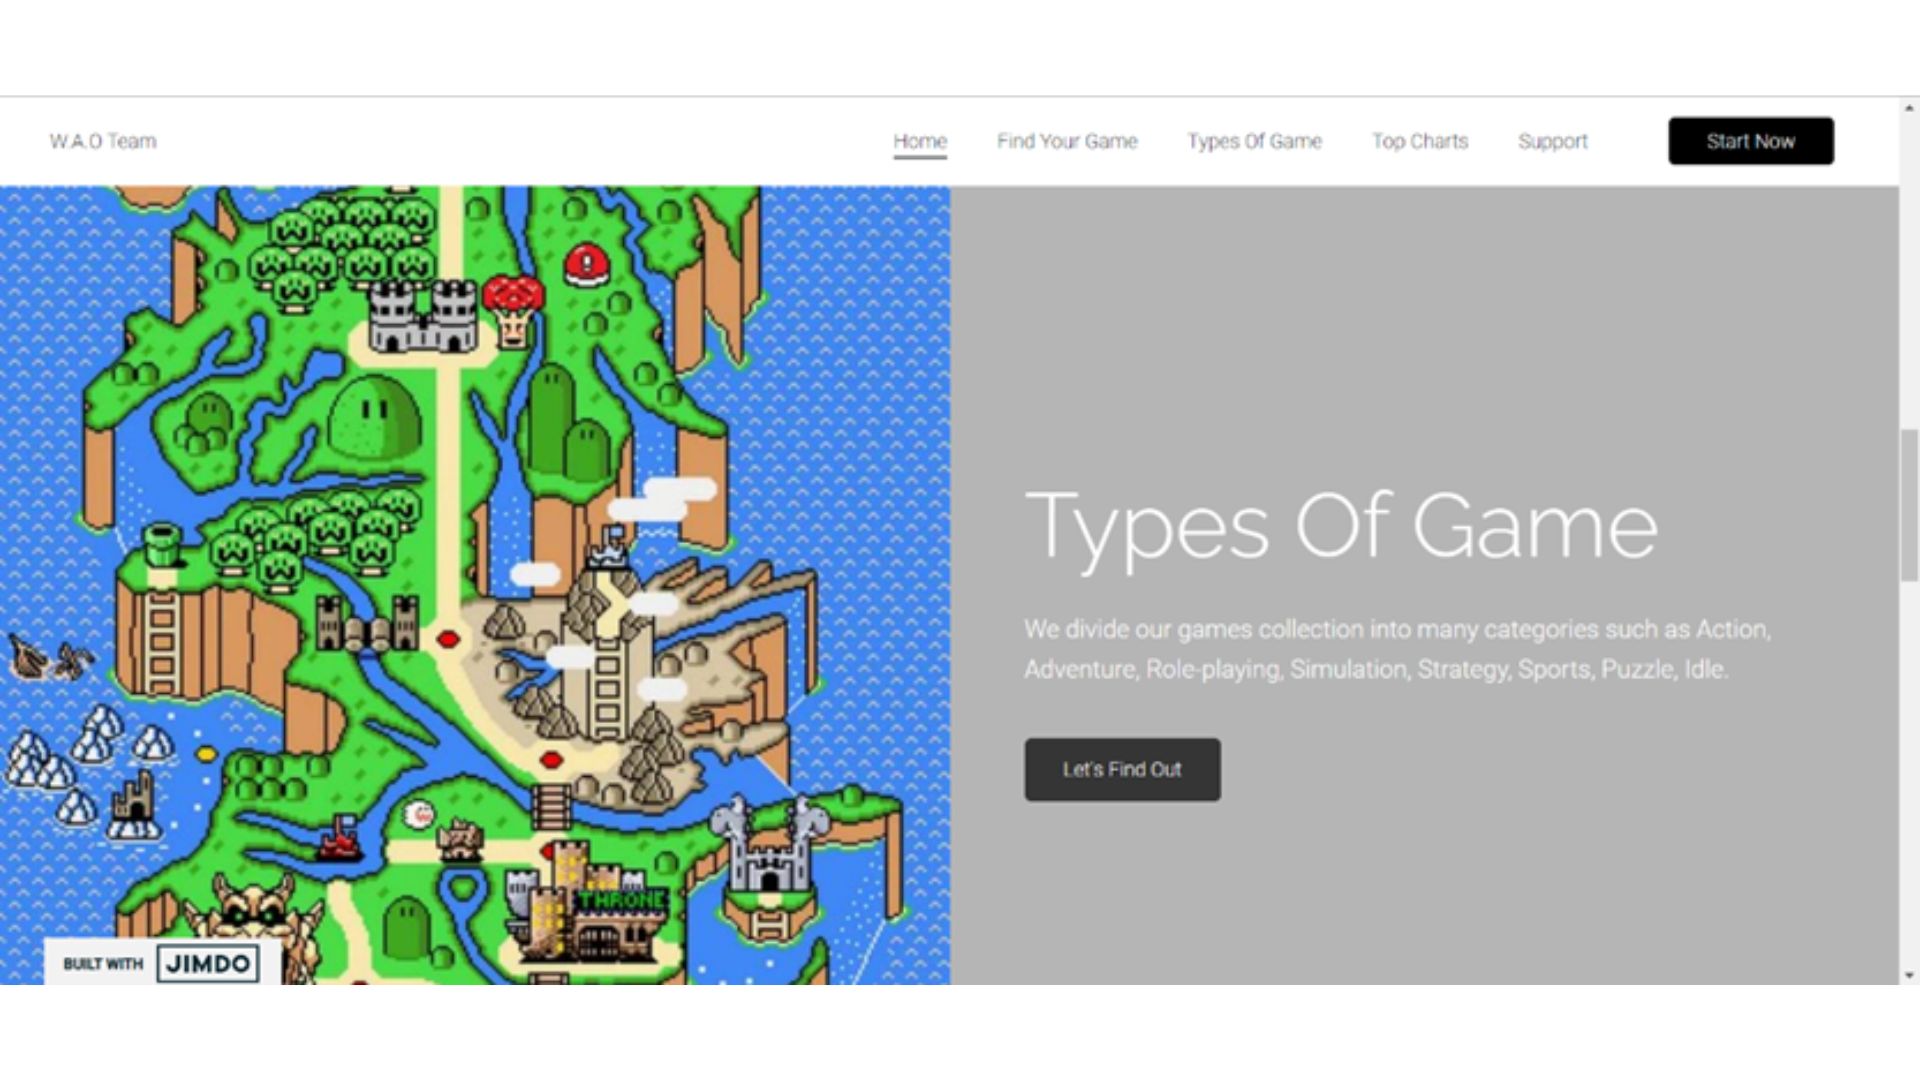 W.A.O Team
Home
Find Your Game
Types Of Game
Top Charts
Support
Start Now
!
Types Of Game
We divide our games collection into many categories such as Action,
Adventure, Role-playing, Simulation, Strategy, Sports, Puzzle, Idle.
Let's Find Out
THRONE
BUILT WITH JIMDO